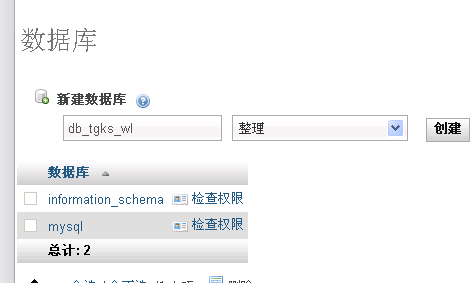 数据库
新建数据库
db_tgks_wl 整理 创建
数据库
information_schema 检查权限
mysql 检查权限
总计: 2